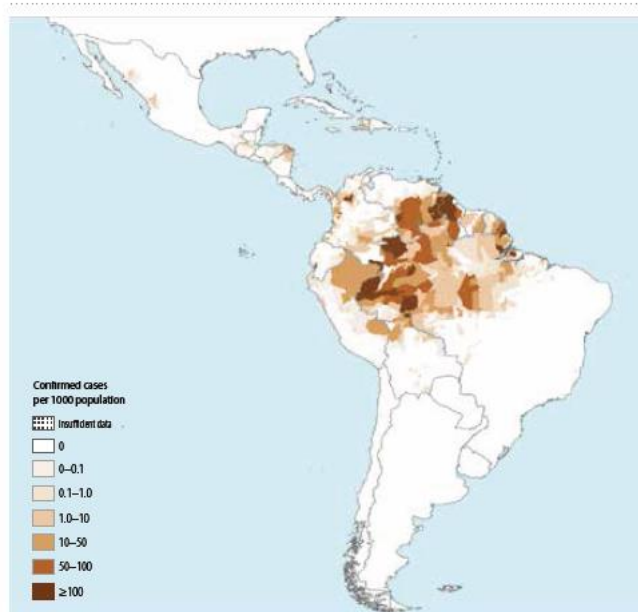 Confirmed cases
per 1000 population
Insufficient data
0
0–0.1
0.1–1.0
1.0–10
10–50
50–100
≥100